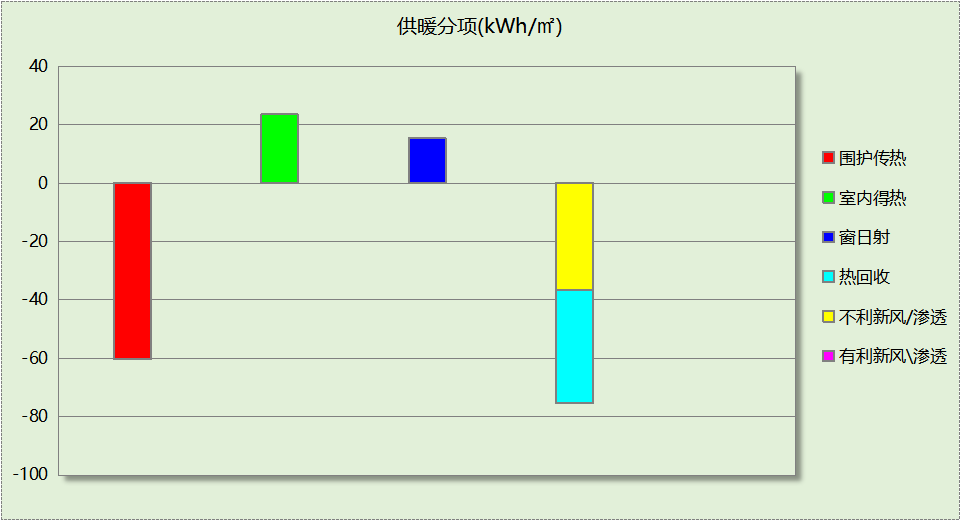 供暖分项(kWh/㎡)
40
20
0
-20
-40
-60
-80
-100
围护传热
室内得热
窗日射
热回收
不利新风/渗透
有利新风\渗透